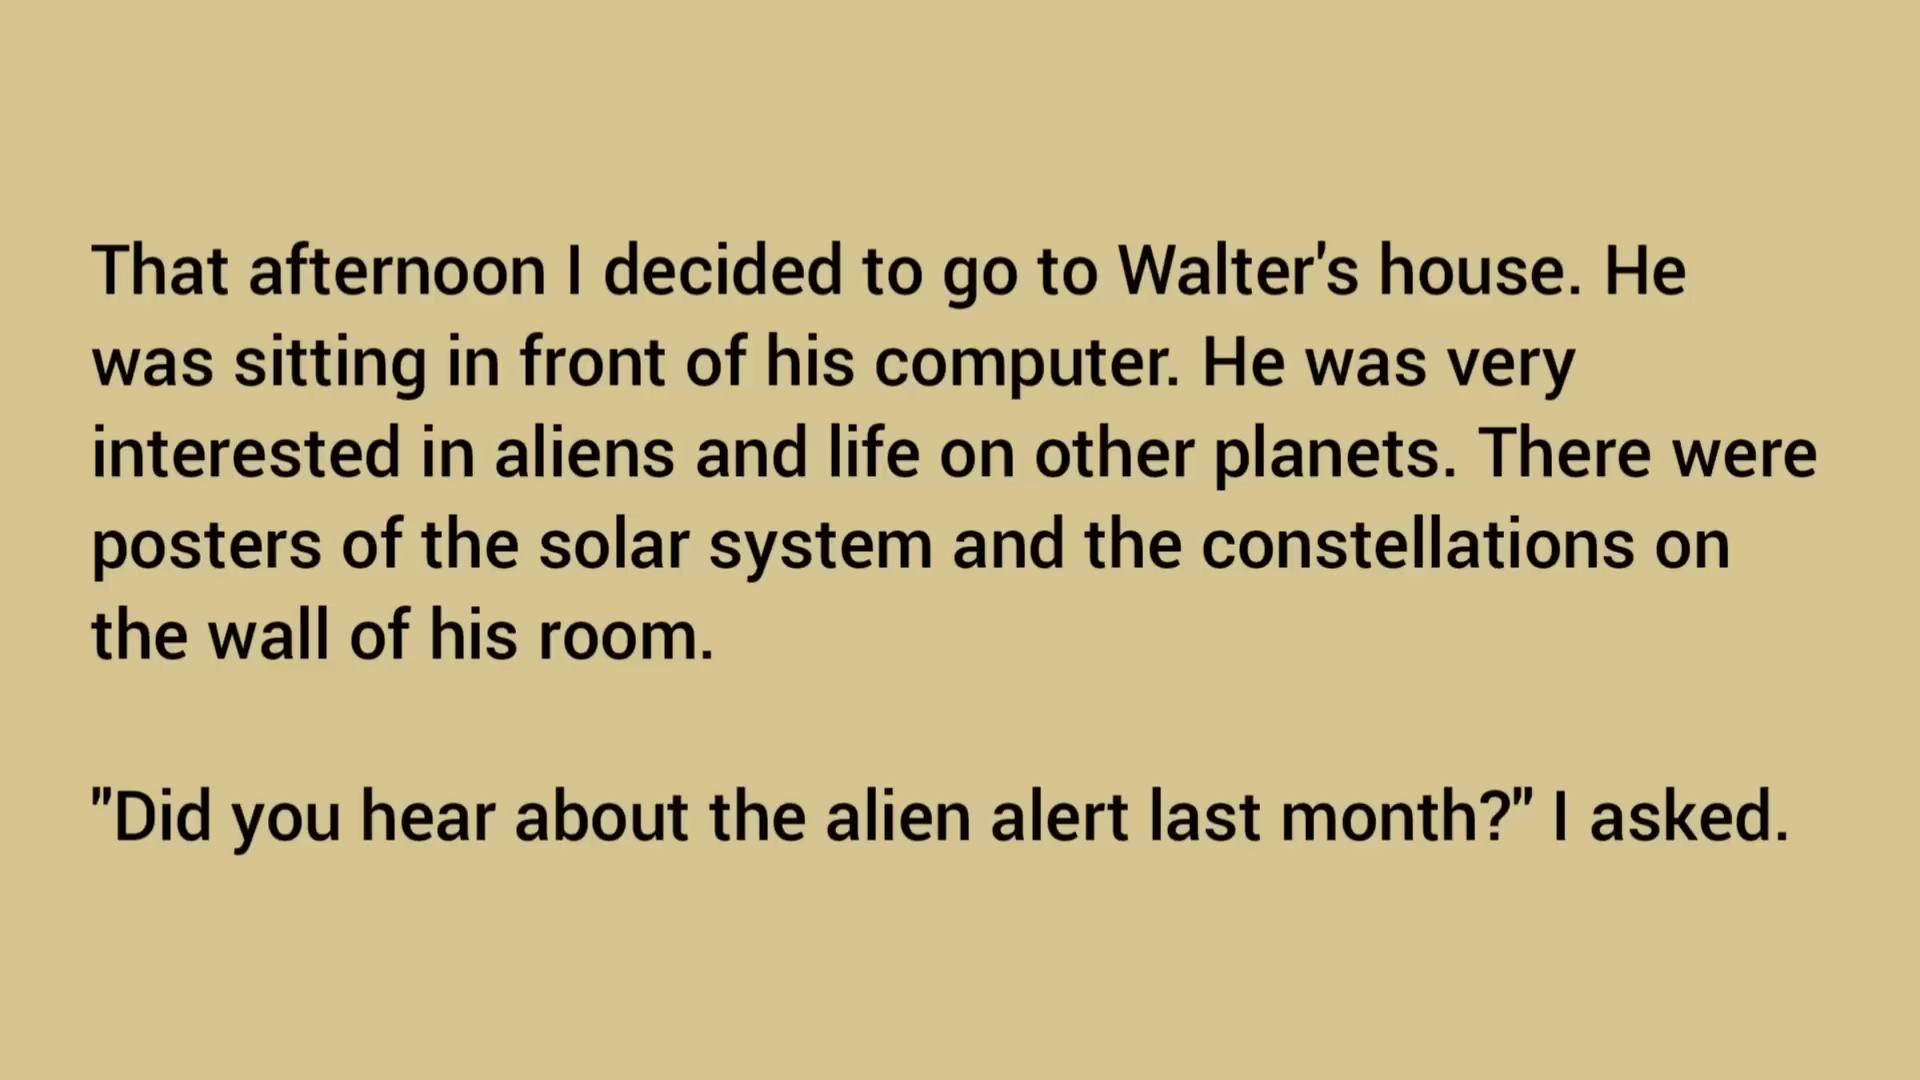 That afternoon I decided to go to Walter's house. He
was sitting in front of his computer. He was very
interested in aliens and life on other planets. There were
posters of the solar system and the constellations on
the wall of his room.
"Did you hear about the alien alert last month?" I asked.